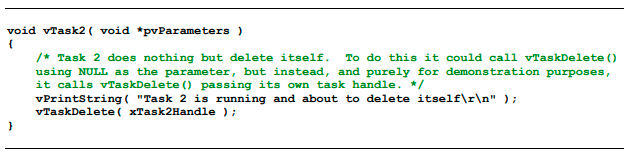 void vTask2( void *pvParameters )
{
/* Task 2 does nothing but delete itself.  To do this it could call vTaskDelete()
using NULL as the parameter, but instead, and purely for demonstration purposes,
it calls vTaskDelete() passing its own task handle. */
vPrintString( "Task 2 is running and about to delete itself\r\n" );
vTaskDelete( xTask2Handle );
}